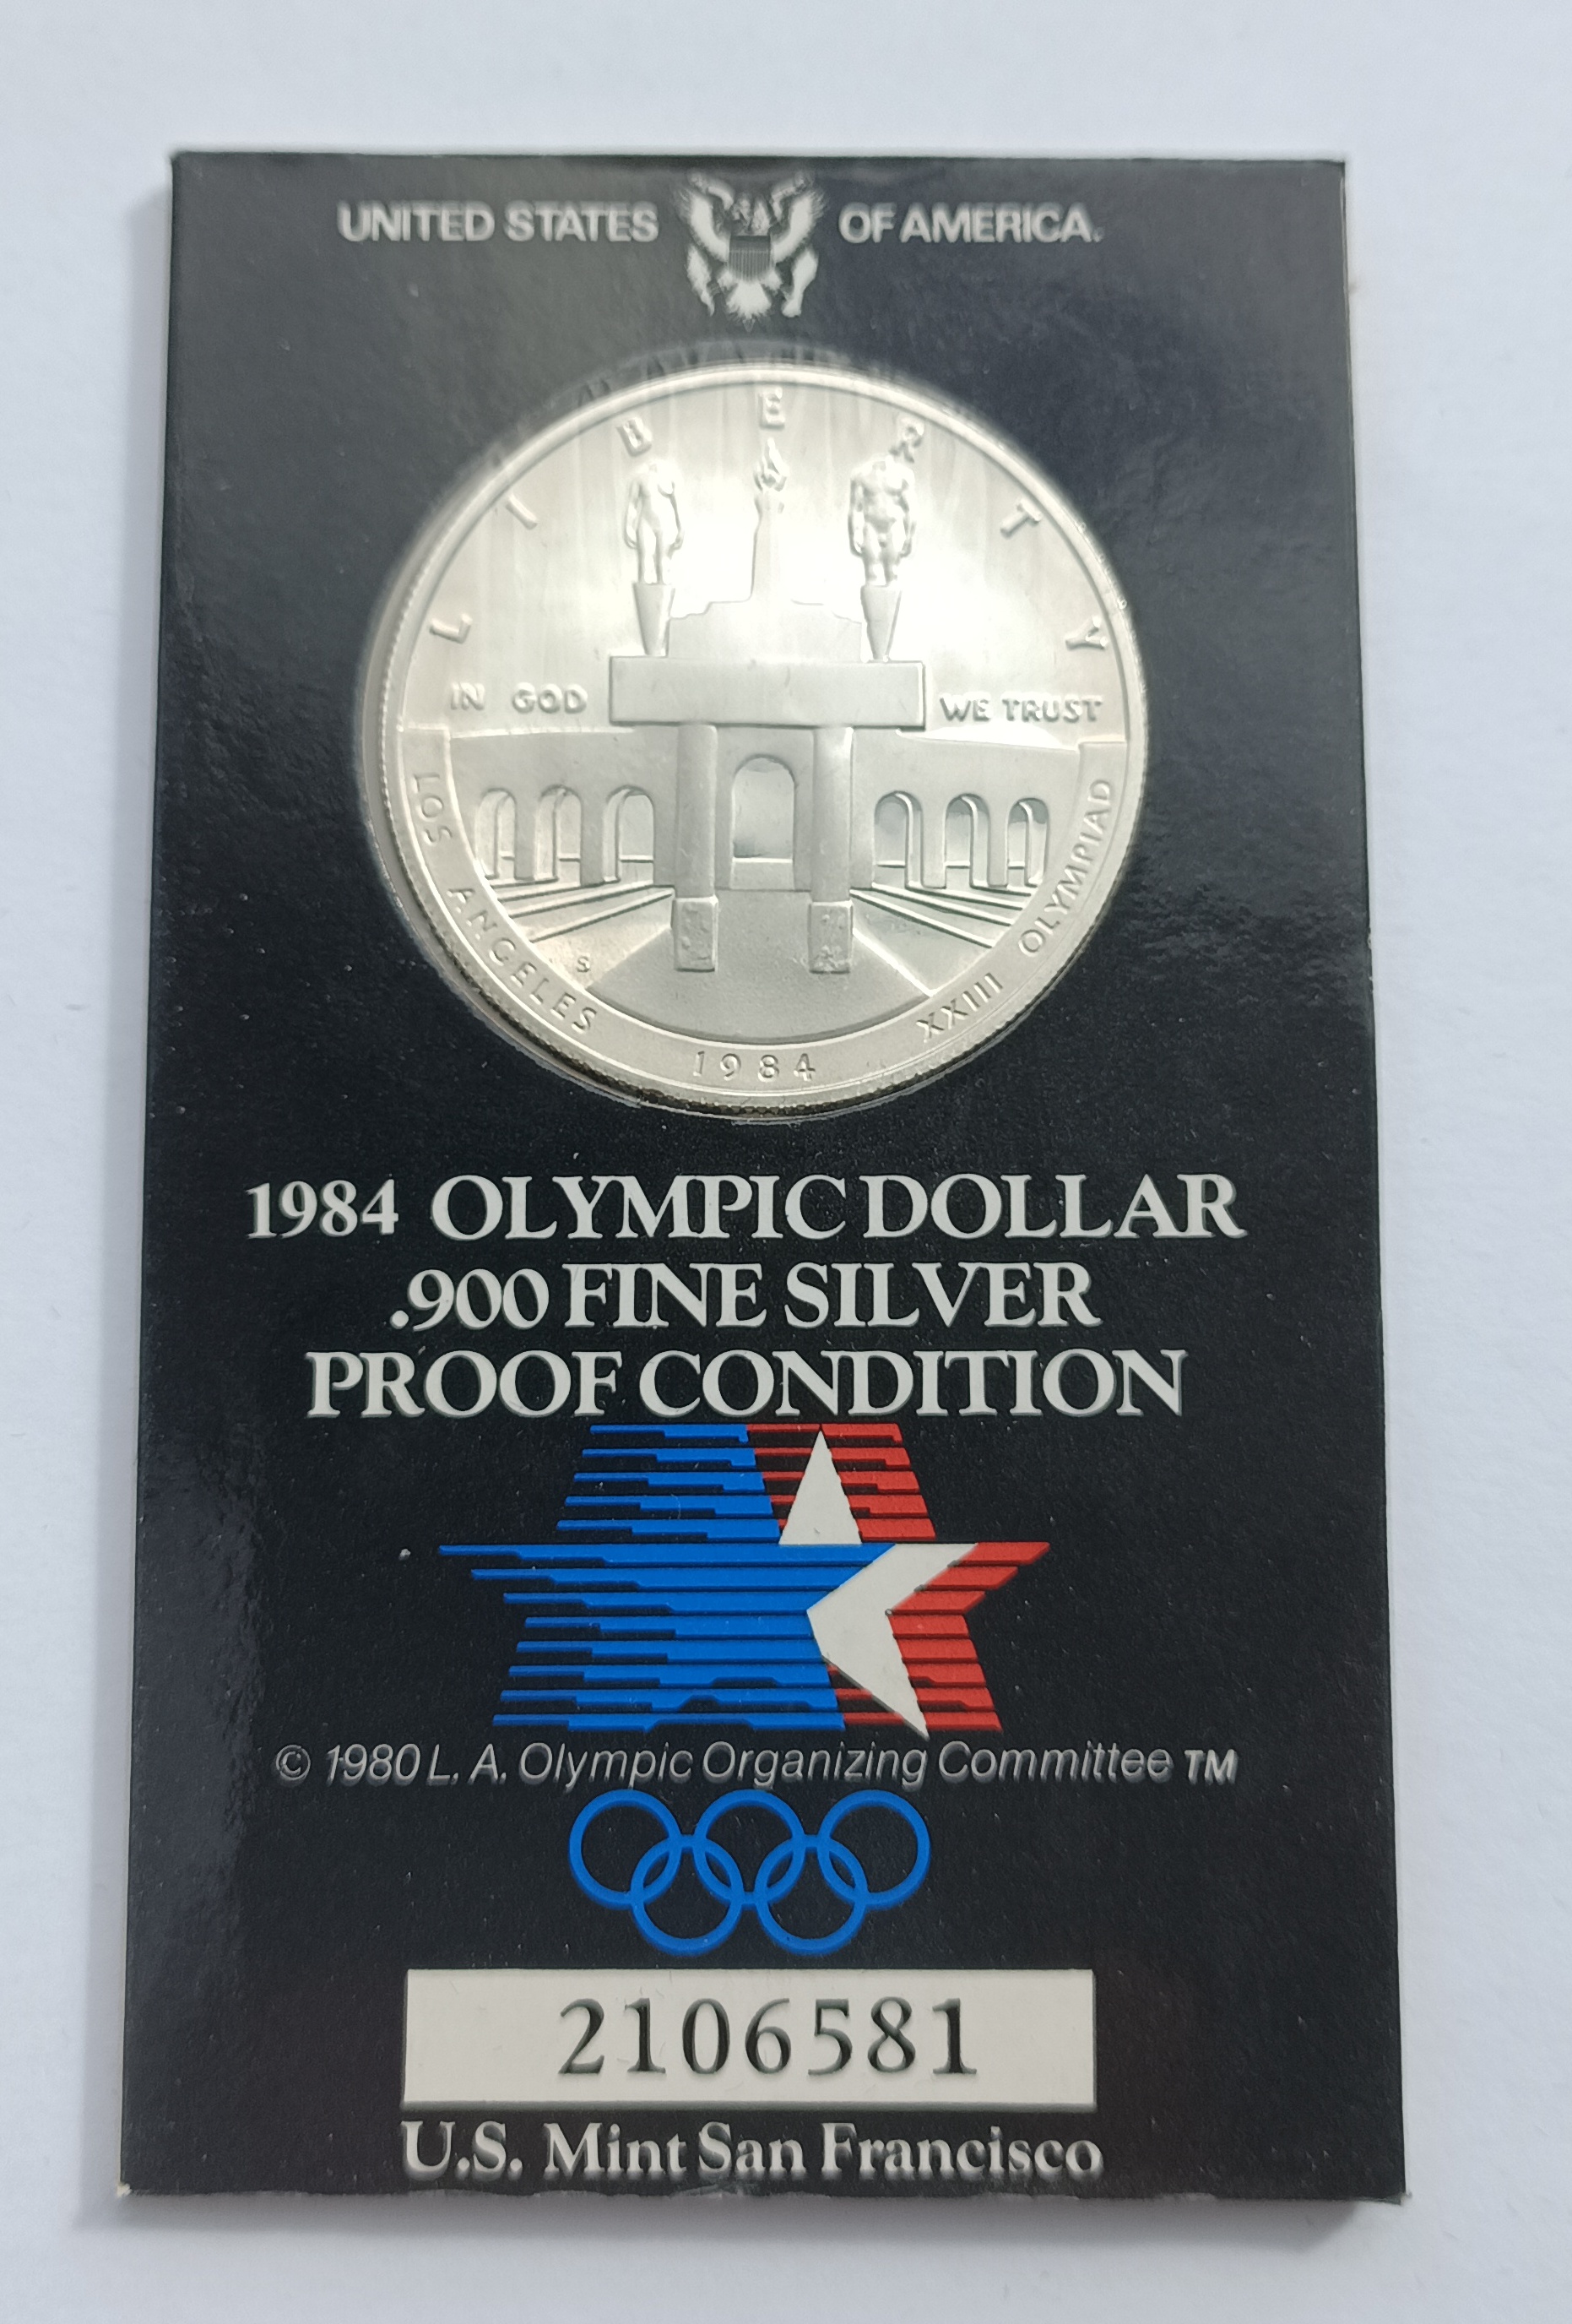 UNITED STATES OF AMERICA.
LIBERTY
IN GOD WE TRUST
LOS ANGELES XXIII OLYMPIAD
S
1984
1984 OLYMPIC DOLLAR
.900 FINE SILVER
PROOF CONDITION
© 1980 L. A. Olympic Organizing Committee TM
2106581
U.S. Mint San Francisco